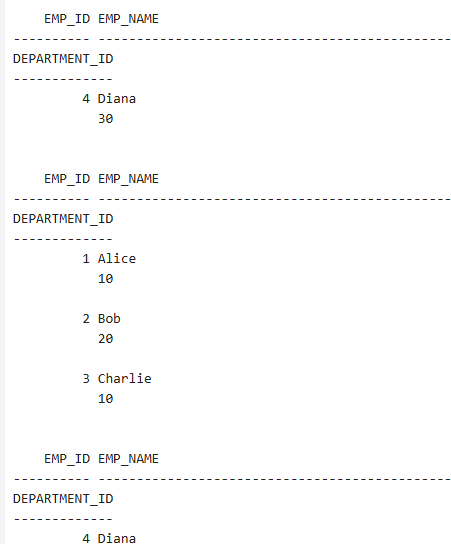 EMP_ID EMP_NAME
---------- ----------------------------------------------
DEPARTMENT_ID
-------------
4 Diana
30
EMP_ID EMP_NAME
---------- ----------------------------------------------
DEPARTMENT_ID
-------------
1 Alice
10
2 Bob
20
3 Charlie
10
EMP_ID EMP_NAME
---------- ----------------------------------------------
DEPARTMENT_ID
-------------
4 Diana